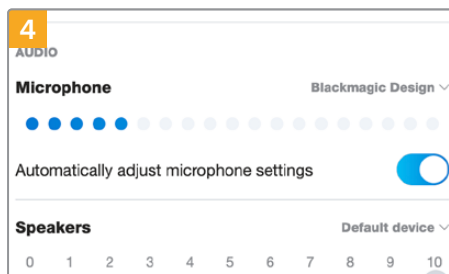 4
AUDIO
Microphone Blackmagic Design
Automatically adjust microphone settings
Speakers Default device
0 1 2 3 4 5 6 7 8 9 10